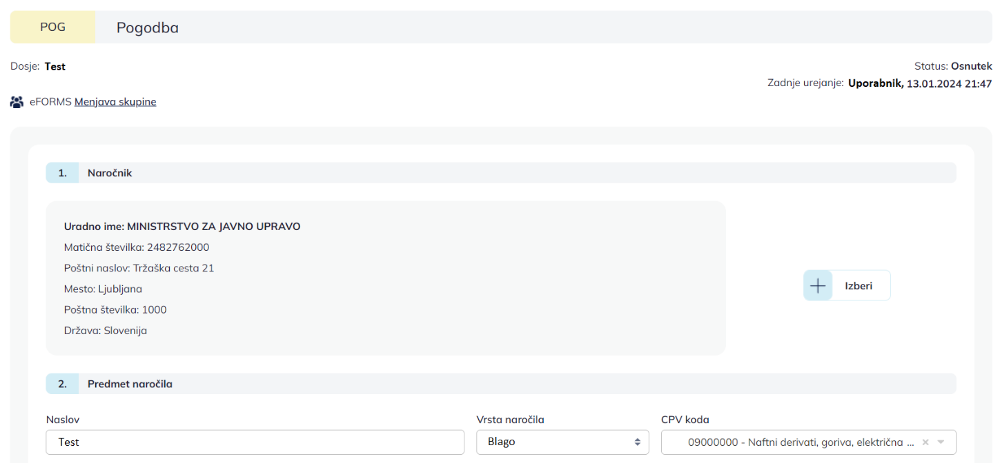 POG Pogodba
Dosje: Test
Status: Osnutek
Zadnje urejanje: Uporabnik, 13.01.2024 21:47
eFORMS Menjava skupine
1. Naročnik
Uradno ime: MINISTRSTVO ZA JAVNO UPRAVO
Matična številka: 2482762000
Poštni naslov: Tržaška cesta 21
Mesto: Ljubljana
Poštna številka: 1000
Država: Slovenija
Izberi
2. Predmet naročila
Naslov Vrsta naročila CPV koda
Test Blago 09000000 - Naftni derivati, goriva, električna ...